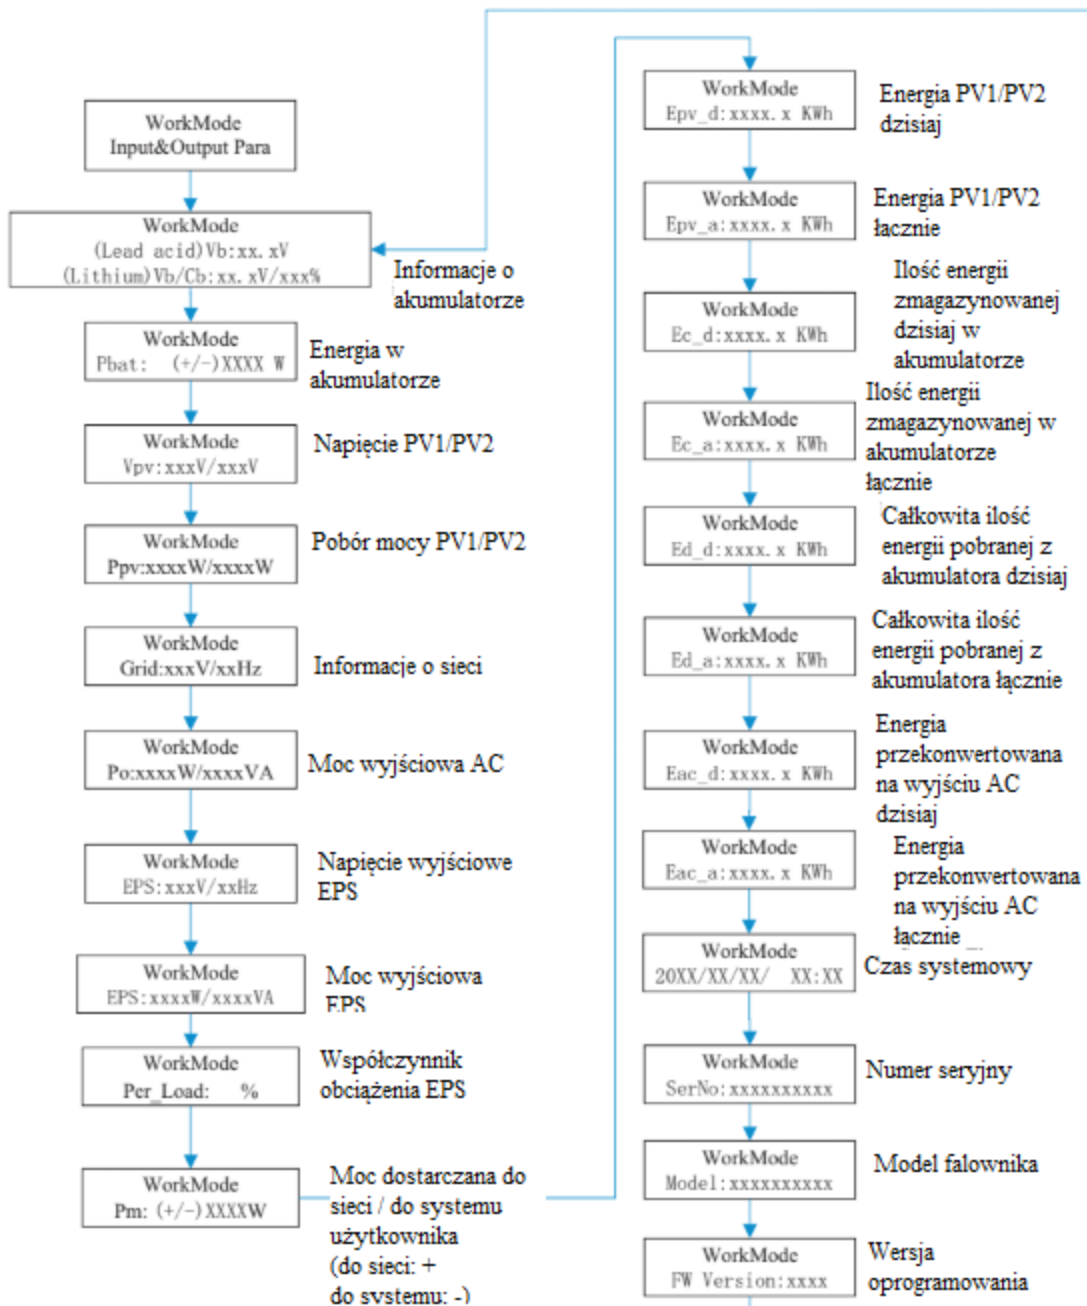 WorkMode
Input&Output Para
WorkMode
(Lead acid)Vb:xx.xV
(Lithium)Vb/Cb:xx.xV/xxx%
Informacje o
akumulatorze
WorkMode
Pbat: (+/-)XXXX W
Energia w
akumulatorze
WorkMode
Vpv:xxxV/xxxV
Napięcie PV1/PV2
WorkMode
Ppv:xxxxW/xxxxW
Pobór mocy PV1/PV2
WorkMode
Grid:xxxV/xxHz
Informacje o sieci
WorkMode
Po:xxxxW/xxxxVA
Moc wyjściowa AC
WorkMode
EPS:xxxV/xxHz
Napięcie wyjściowe
EPS
WorkMode
EPS:xxxxW/xxxxVA
Moc wyjściowa
EPS
WorkMode
Per_Load: %
Współczynnik
obciążenia EPS
WorkMode
Pm: (+/-)XXXXW
Moc dostarczana do
sieci / do systemu
użytkownika
(do sieci: +
do systemu: -)
WorkMode
Epv_d:xxxx.x KWh
Energia PV1/PV2
dzisiaj
WorkMode
Epv_a:xxxx.x KWh
Energia PV1/PV2
łącznie
WorkMode
Ec_d:xxxx.x KWh
Ilość energii
zmagazynowanej
dzisiaj w
akumulatorze
WorkMode
Ec_a:xxxx.x KWh
Ilość energii
zmagazynowanej w
akumulatorze
łącznie
WorkMode
Ed_d:xxxx.x KWh
Całkowita ilość
energii pobranej z
akumulatora dzisiaj
WorkMode
Ed_a:xxxx.x KWh
Całkowita ilość
energii pobranej z
akumulatora łącznie
WorkMode
Eac_d:xxxx.x KWh
Energia
przekonwertowana
na wyjściu AC
dzisiaj
WorkMode
Eac_a:xxxx.x KWh
Energia
przekonwertowana
na wyjściu AC
łącznie
WorkMode
20XX/XX/XX/ XX:XX
Czas systemowy
WorkMode
SerNo:xxxxxxxxxx
Numer seryjny
WorkMode
Model:xxxxxxxxxx
Model falownika
WorkMode
FW Version:xxxx
Wersja
oprogramowania